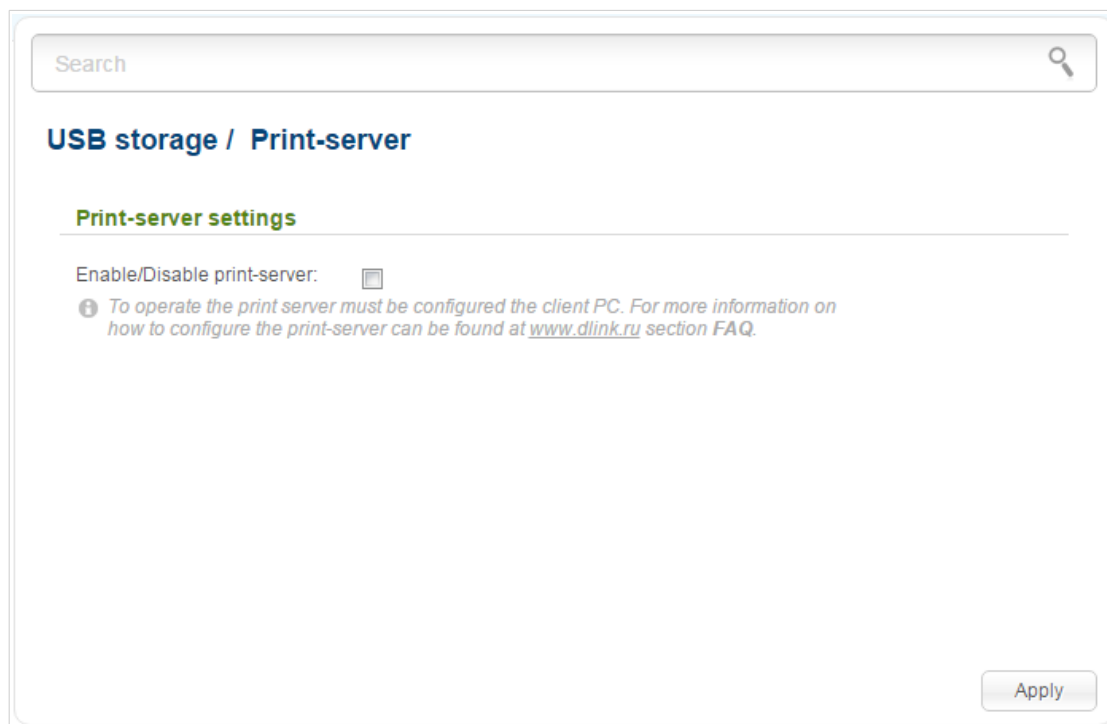 Search
USB storage / Print-server
Print-server settings
Enable/Disable print-server:
To operate the print server must be configured the client PC. For more information on
how to configure the print-server can be found at www.dlink.ru section FAQ.
Apply